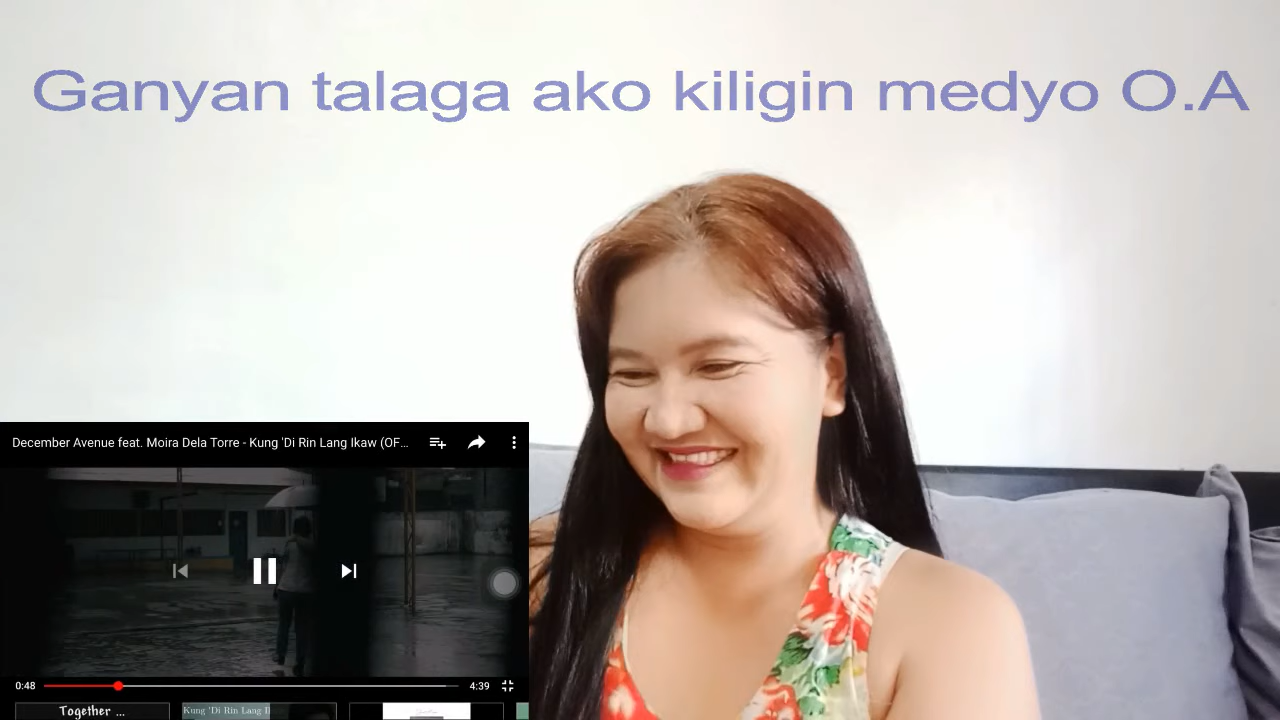 Ganyan talaga ako kiligin medyo O.A
December Avenue feat. Moira Dela Torre - Kung 'Di Rin Lang Ikaw (OF...
0:48
4:39
Together ...
Kung 'Di Rin Lang